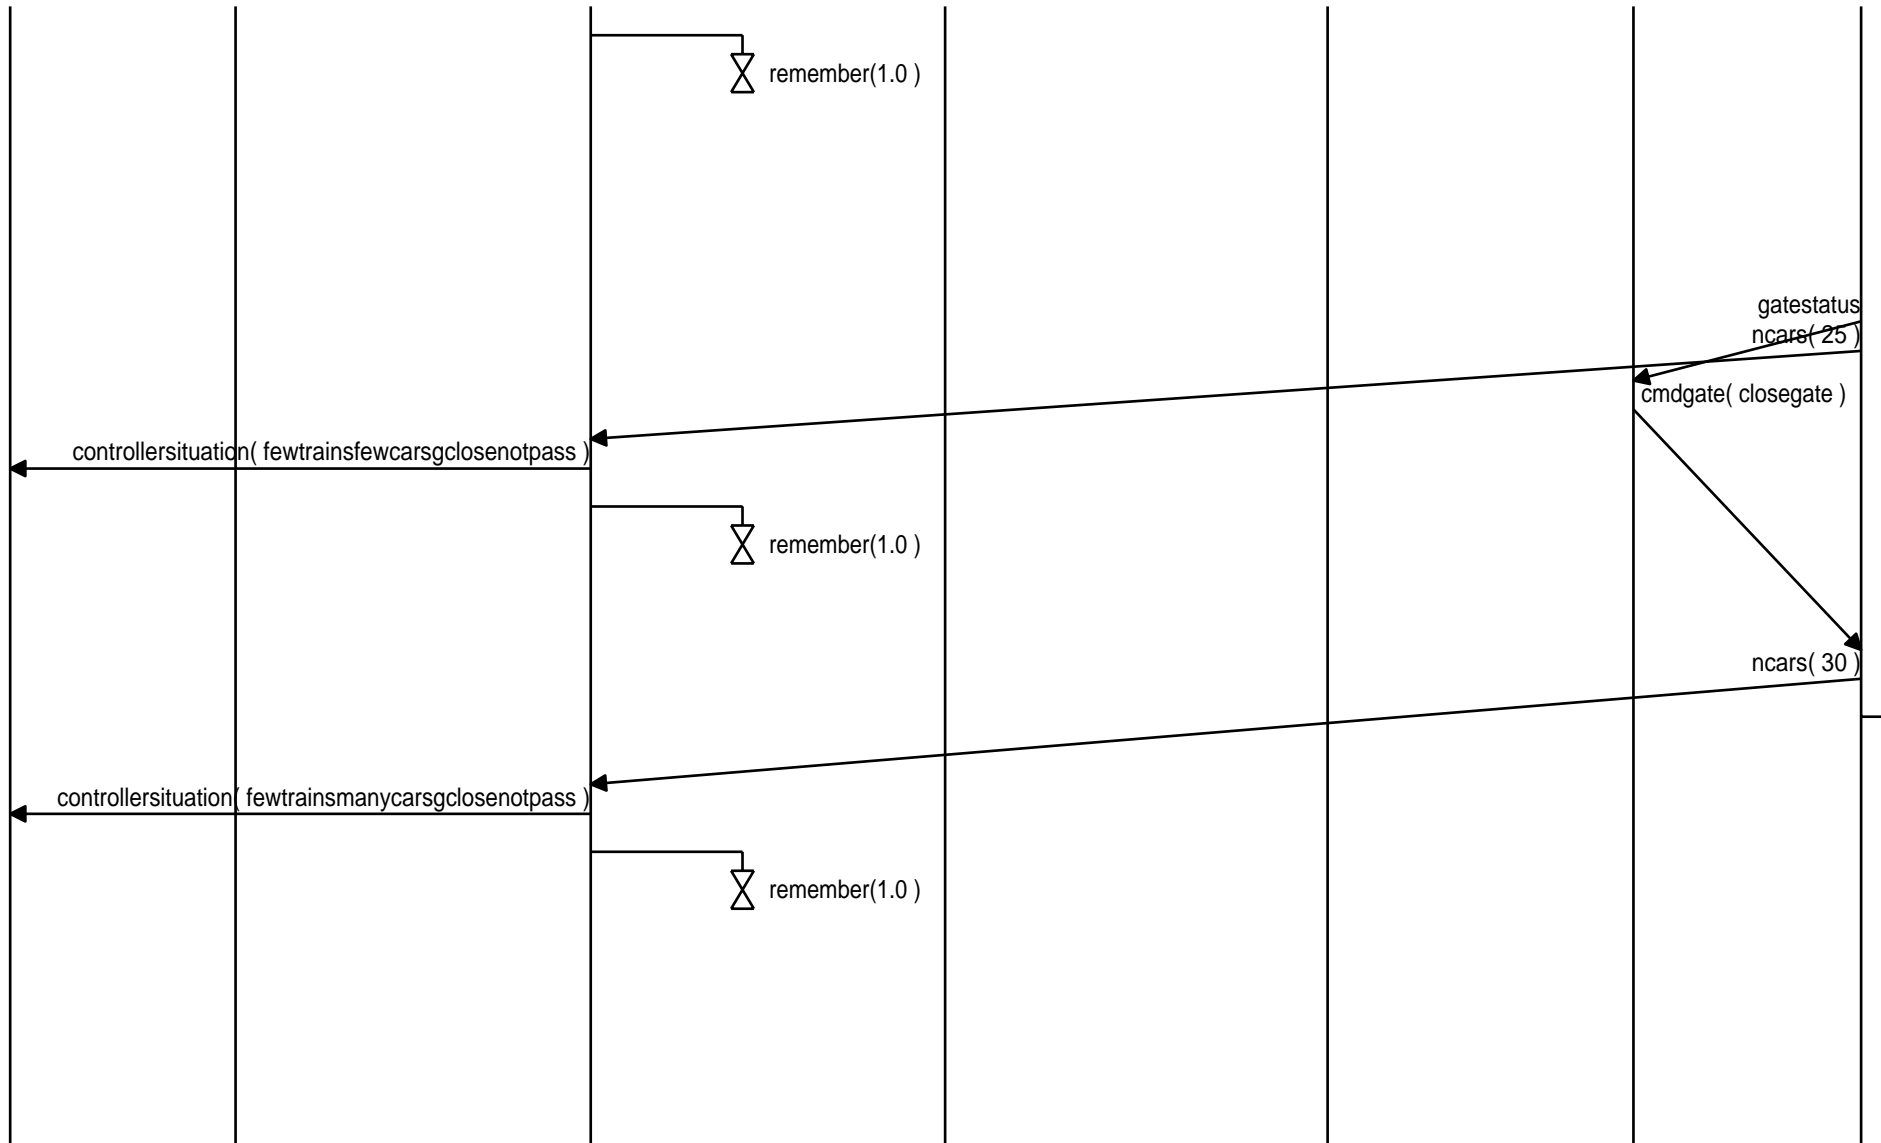 remember(1.0 )
gatestatus
ncars( 25 )
cmdgate( closegate )
controllersituation( fewtrainsfewcarsgclosenotpass )
remember(1.0 )
ncars( 30 )
controllersituation( fewtrainsmanycarsgclosenotpass )
remember(1.0 )